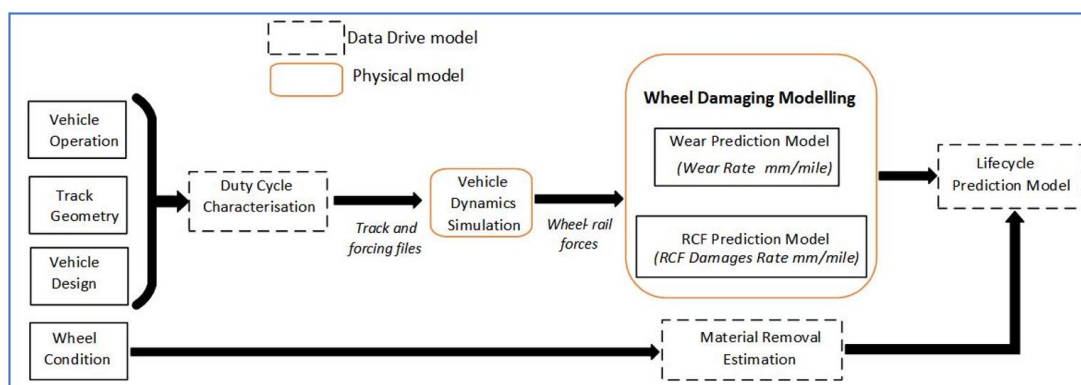 Data Drive model
Physical model
Vehicle
Operation
Track
Geometry
Vehicle
Design
Wheel
Condition
Duty Cycle
Characterisation
Track and
forcing files
Vehicle
Dynamics
Simulation
Wheel-rail
forces
Wheel Damaging Modelling
Wear Prediction Model
(Wear Rate mm/mile)
RCF Prediction Model
(RCF Damages Rate mm/mile)
Lifecycle
Prediction Model
Material Removal
Estimation